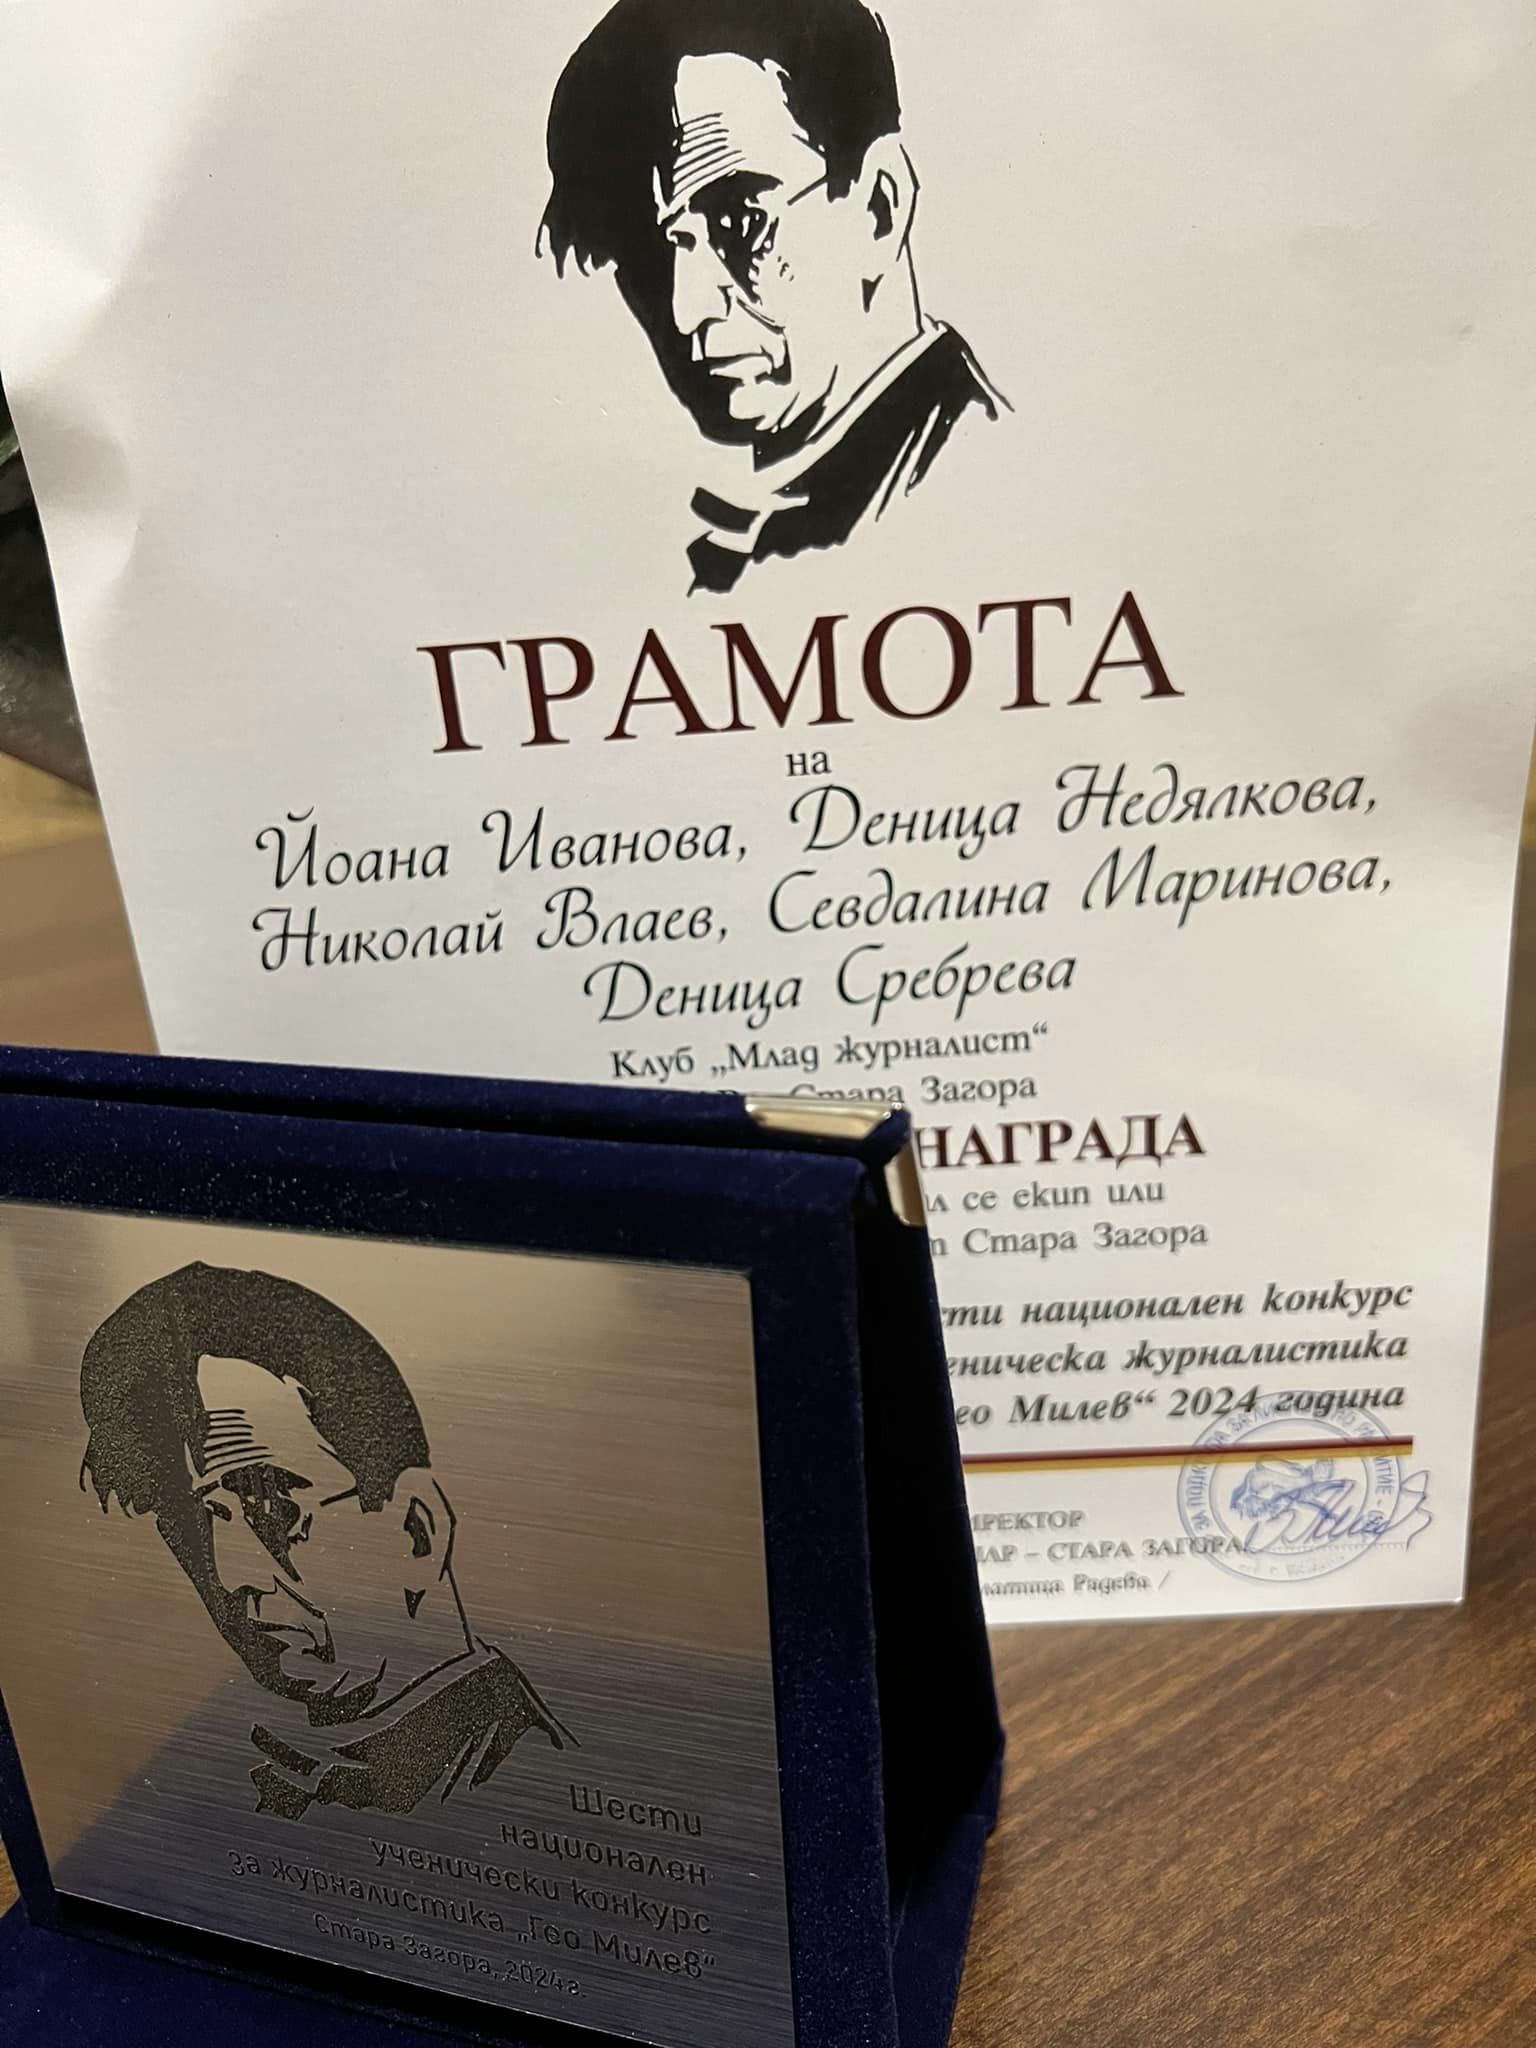 ГРАМОТА
на
Йоана Иванова, Деница Недялкова,
Николай Влаев, Севдалина Маринова,
Деница Сребрева
Клуб „Млад журналист“
Стара Загора
НАГРАДА
се екип или
Стара Загора
национален конкурс
журналистика
Милев“ 2024 година
ДИРЕКТОР
– СТАРА ЗАГОРА
Радева /
Шести
национален
ученически конкурс
за журналистика „Гео Милев“
Стара Загора, 2024г.